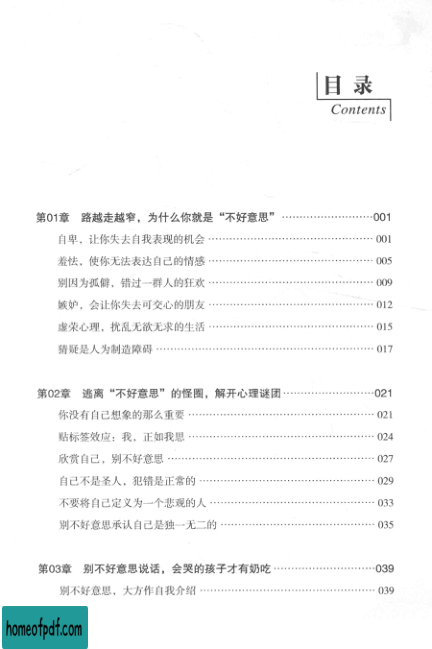 目录
Contents
第01章 路越走越窄，为什么你就是“不好意思” ························001
自卑，让你失去自我表现的机会 ························001
羞怯，使你无法表达自己的情感 ························005
别因为孤僻，错过一群人的狂欢 ························009
嫉妒，会让你失去可交心的朋友 ························012
虚荣心理，扰乱无欲无求的生活 ························015
猜疑是人为制造障碍 ························017
第02章 逃离“不好意思”的怪圈，解开心理谜团 ························021
你没有自己想象的那么重要 ························021
贴标签效应：我，正如我思 ························024
欣赏自己，别不好意思 ························027
自己不是圣人，犯错是正常的 ························029
不要将自己定义为一个悲观的人 ························033
别不好意思承认自己是独一无二的 ························035
第03章 别不好意思说话，会哭的孩子才有奶吃 ························039
别不好意思，大方作自我介绍 ························039
homeofpdf.com